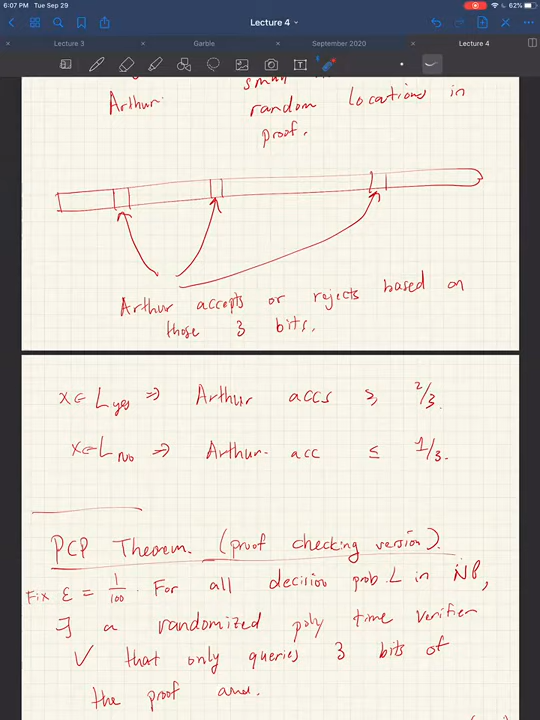 6:07 PM Tue Sep 29
62%
Lecture 4
Lecture 3
Garble
September 2020
Lecture 4
Arthur.
random locations in
proof.
Arthur accepts or rejects based on
those 3 bits.
x ∈ L yes ⇒ Arthur accs ≥ 2/3.
x ∈ L No ⇒ Arthur acc ≤ 1/3.
PCP Theorem. (proof checking version).
Fix ε = 1/100. For all decision prob. L in NP,
∃ a randomized poly time verifier
V that only queries 3 bits of
the proof and.